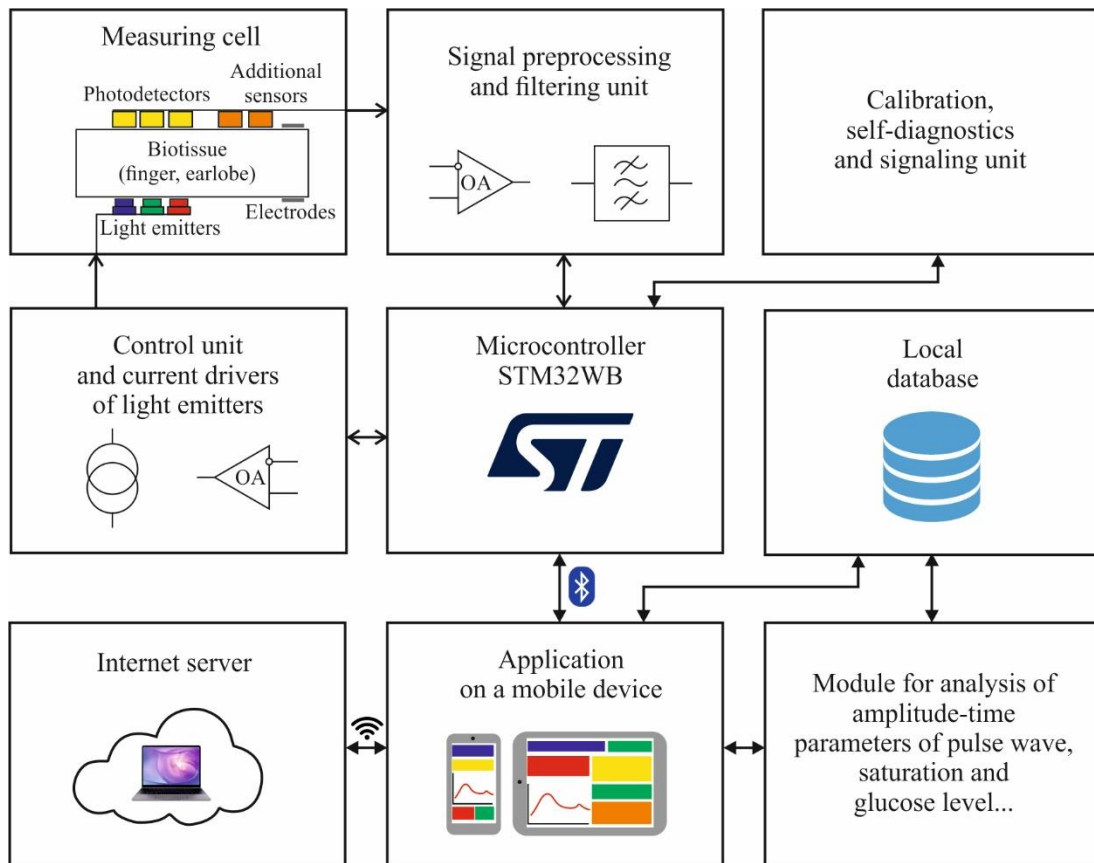 Measuring cell
Photodetectors
Additional
sensors
Biotissue
(finger, earlobe)
Electrodes
Light emitters
Signal preprocessing
and filtering unit
OA
Calibration,
self-diagnostics
and signaling unit
Control unit
and current drivers
of light emitters
OA
Microcontroller
STM32WB
ST
Local
database
Internet server
Application
on a mobile device
Module for analysis of
amplitude-time
parameters of pulse wave,
saturation and
glucose level...